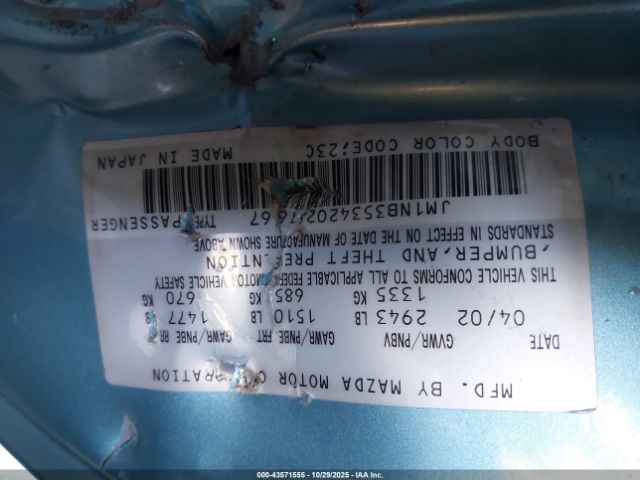 MFD. BY MAZDA MOTOR
DATE GVWR/PNBV GAWR/PNBE FRT GAWR/PNBE RR
04/02 2943 LB 1510 LB 1477 LB
1335 KG 685 KG 670 KG
THIS VEHICLE CONFORMS TO ALL APPLICABLE FEDERAL MOTOR VEHICLE SAFETY
,BUMPER, AND THEFT
STANDARDS IN EFFECT ON THE DATE OF MANUFACTURE SHOWN ABOVE
TYPE: PASSENGER
BODY COLOR CODE:23C MADE IN JAPAN
000-43571555 - 10/29/2025 - IAA, Inc.